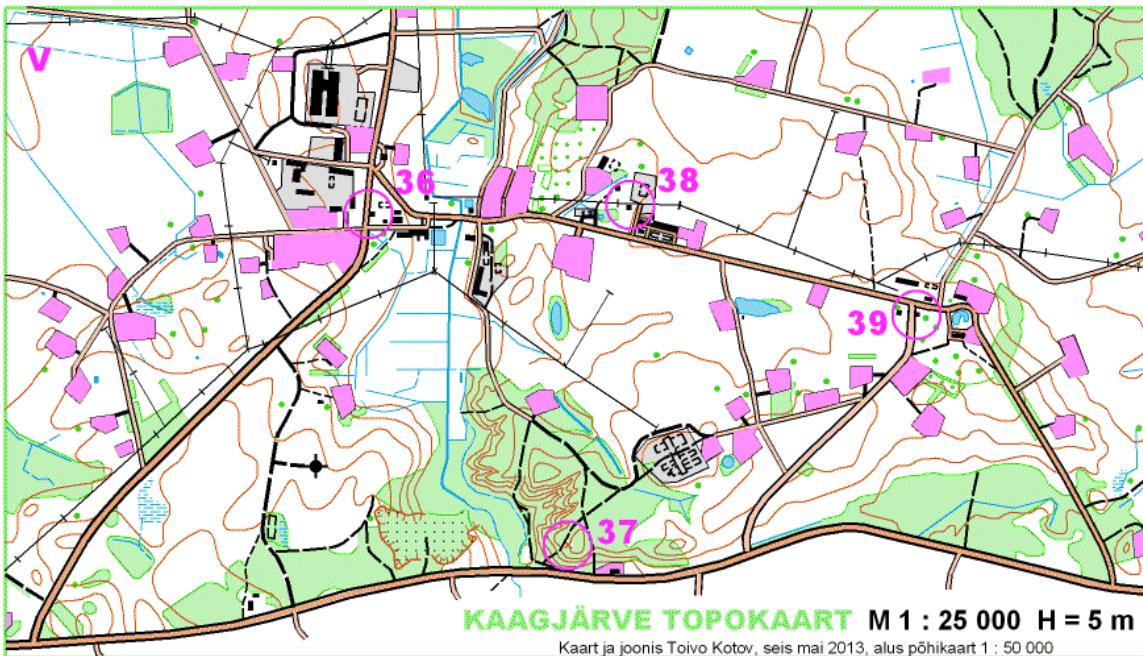 V
36
38
39
37
KAAGJÄRVE TOPOKAART M 1 : 25 000 H = 5 m
Kaart ja joonis Toivo Kotov, seis mai 2013, alus põhikaart 1 : 50 000